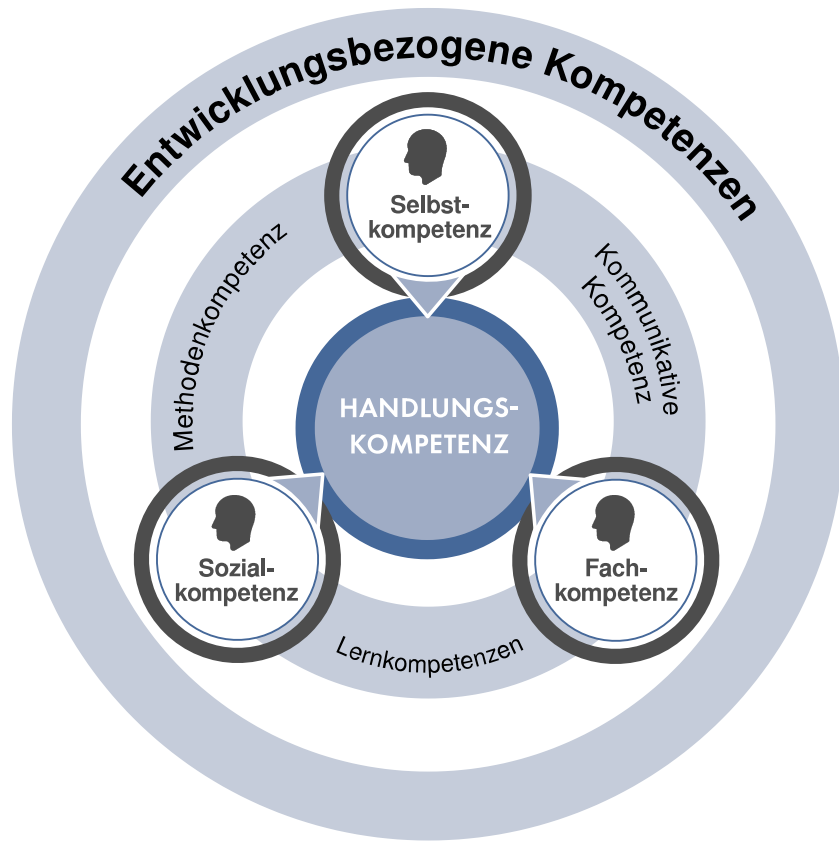 Entwicklungsbezogene Kompetenzen
Selbst-
kompetenz
Methodenkompetenz
Kommunikative
Kompetenz
HANDLUNGS-
KOMPETENZ
Sozial-
kompetenz
Fach-
kompetenz
Lernkompetenzen